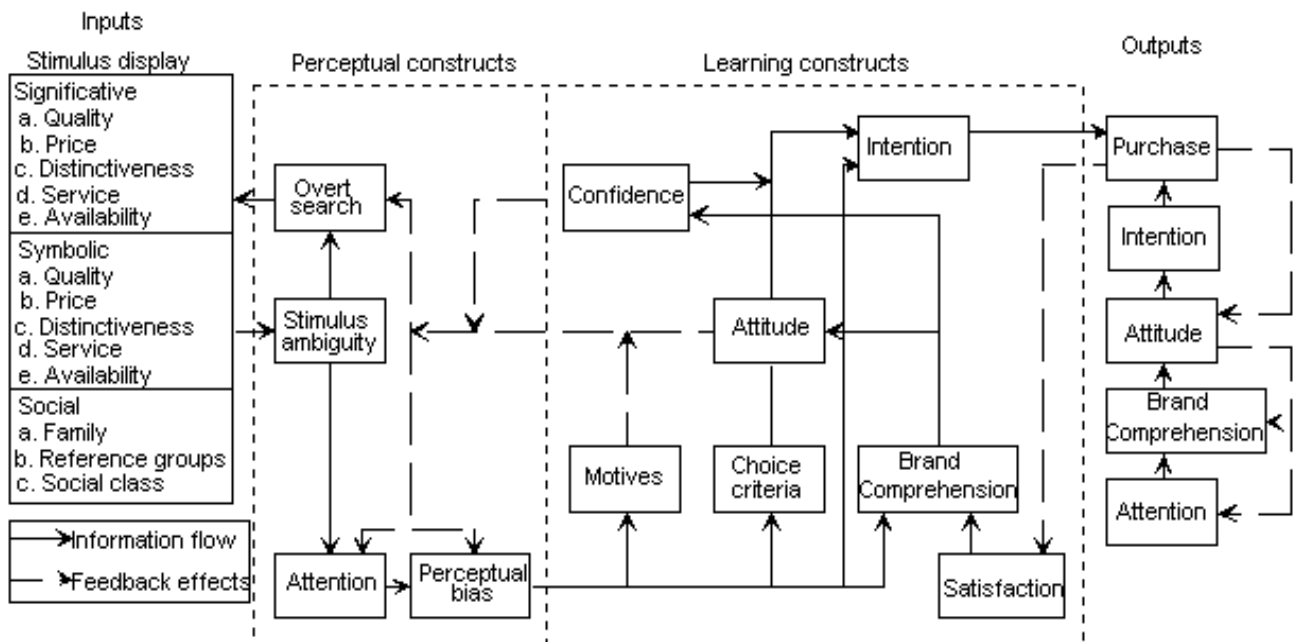 Inputs
Stimulus display
Significative
a. Quality
b. Price
c. Distinctiveness
d. Service
e. Availability
Symbolic
a. Quality
b. Price
c. Distinctiveness
d. Service
e. Availability
Social
a. Family
b. Reference groups
c. Social class
Information flow
Feedback effects
Perceptual constructs
Overt
search
Stimulus
ambiguity
Attention
Perceptual
bias
Learning constructs
Confidence
Intention
Attitude
Motives
Choice
criteria
Brand
Comprehension
Satisfaction
Outputs
Purchase
Intention
Attitude
Brand
Comprehension
Attention